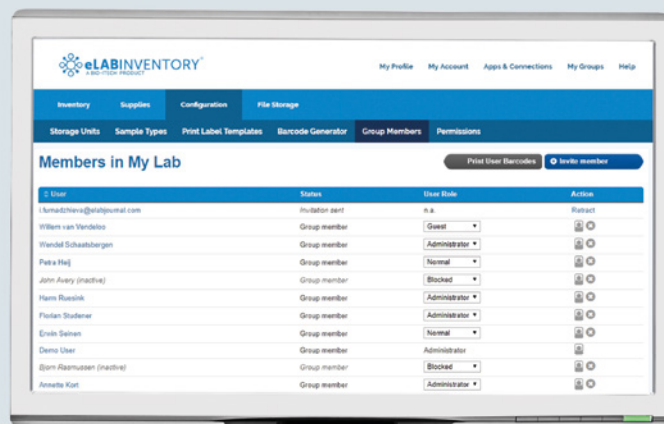 eLABINVENTORY
A BIO-ITECH PRODUCT
My Profile My Account Apps & Connections My Groups Help
Inventory Supplies Configuration File Storage
Storage Units Sample Types Print Label Templates Barcode Generator Group Members Permissions
Members in My Lab
Print User Barcodes Invite member
User Status User Role Action
i.tumadzhieva@elabjournal.com Invitation sent n.a. Retract
Willem van Vendeloo Group member Guest
Wendel Schaatsbergen Group member Administrator
Petra Heij Group member Normal
John Avery (inactive) Group member Blocked
Harm Russink Group member Administrator
Florian Studener Group member Administrator
Erwin Seinen Group member Normal
Demo User Group member Administrator
Bjorn Rasmussen (inactive) Group member Blocked
Annette Kort Group member Administrator